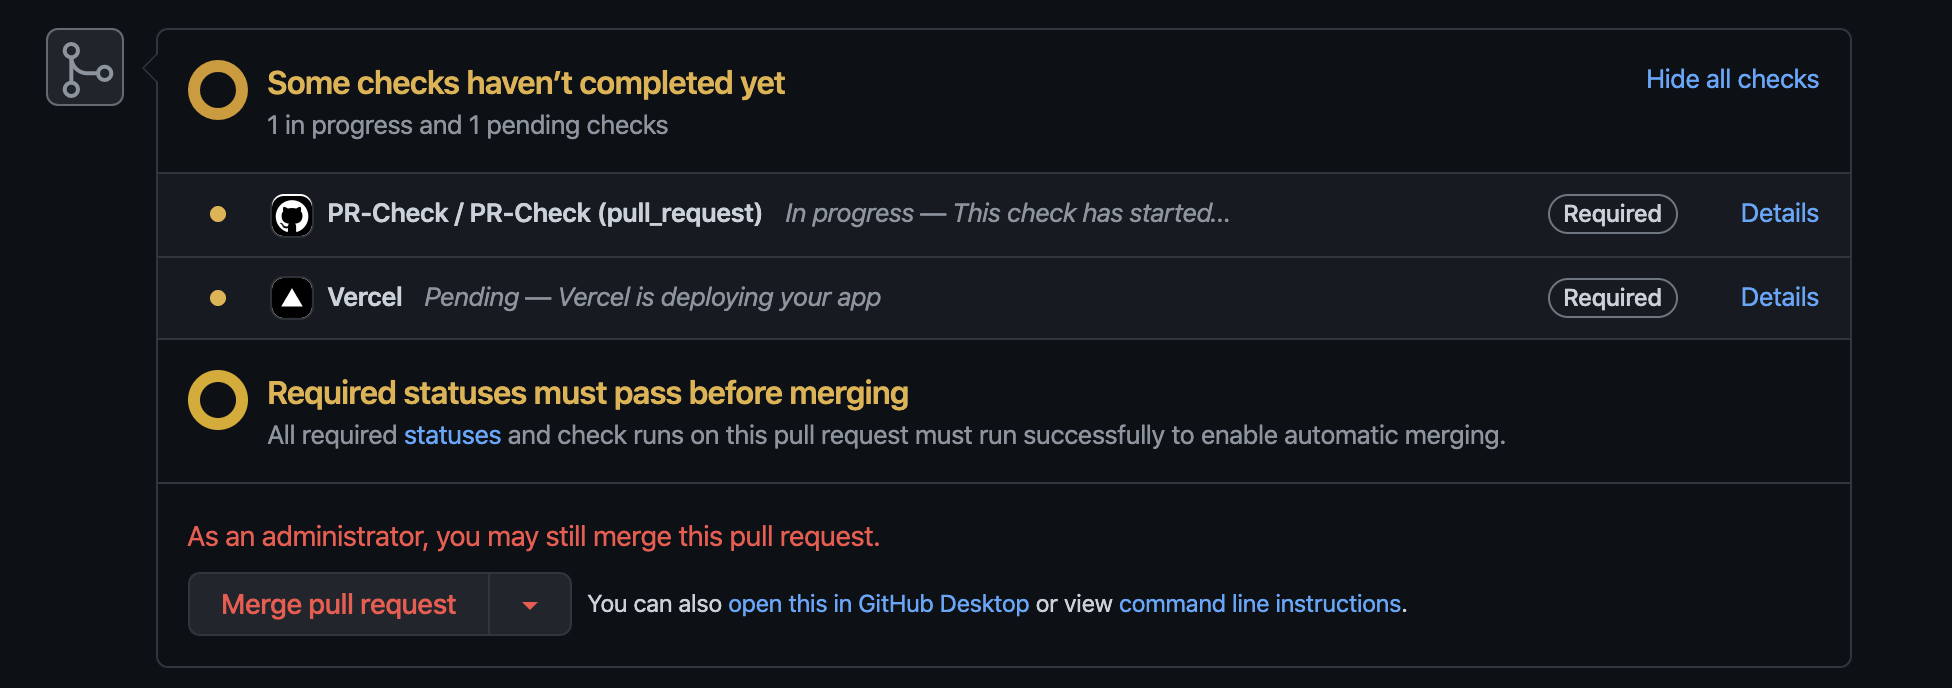 Some checks haven’t completed yet
Hide all checks
1 in progress and 1 pending checks
PR-Check / PR-Check (pull_request) In progress — This check has started... Required Details
Vercel Pending — Vercel is deploying your app Required Details
Required statuses must pass before merging
All required statuses and check runs on this pull request must run successfully to enable automatic merging.
As an administrator, you may still merge this pull request.
Merge pull request You can also open this in GitHub Desktop or view command line instructions.